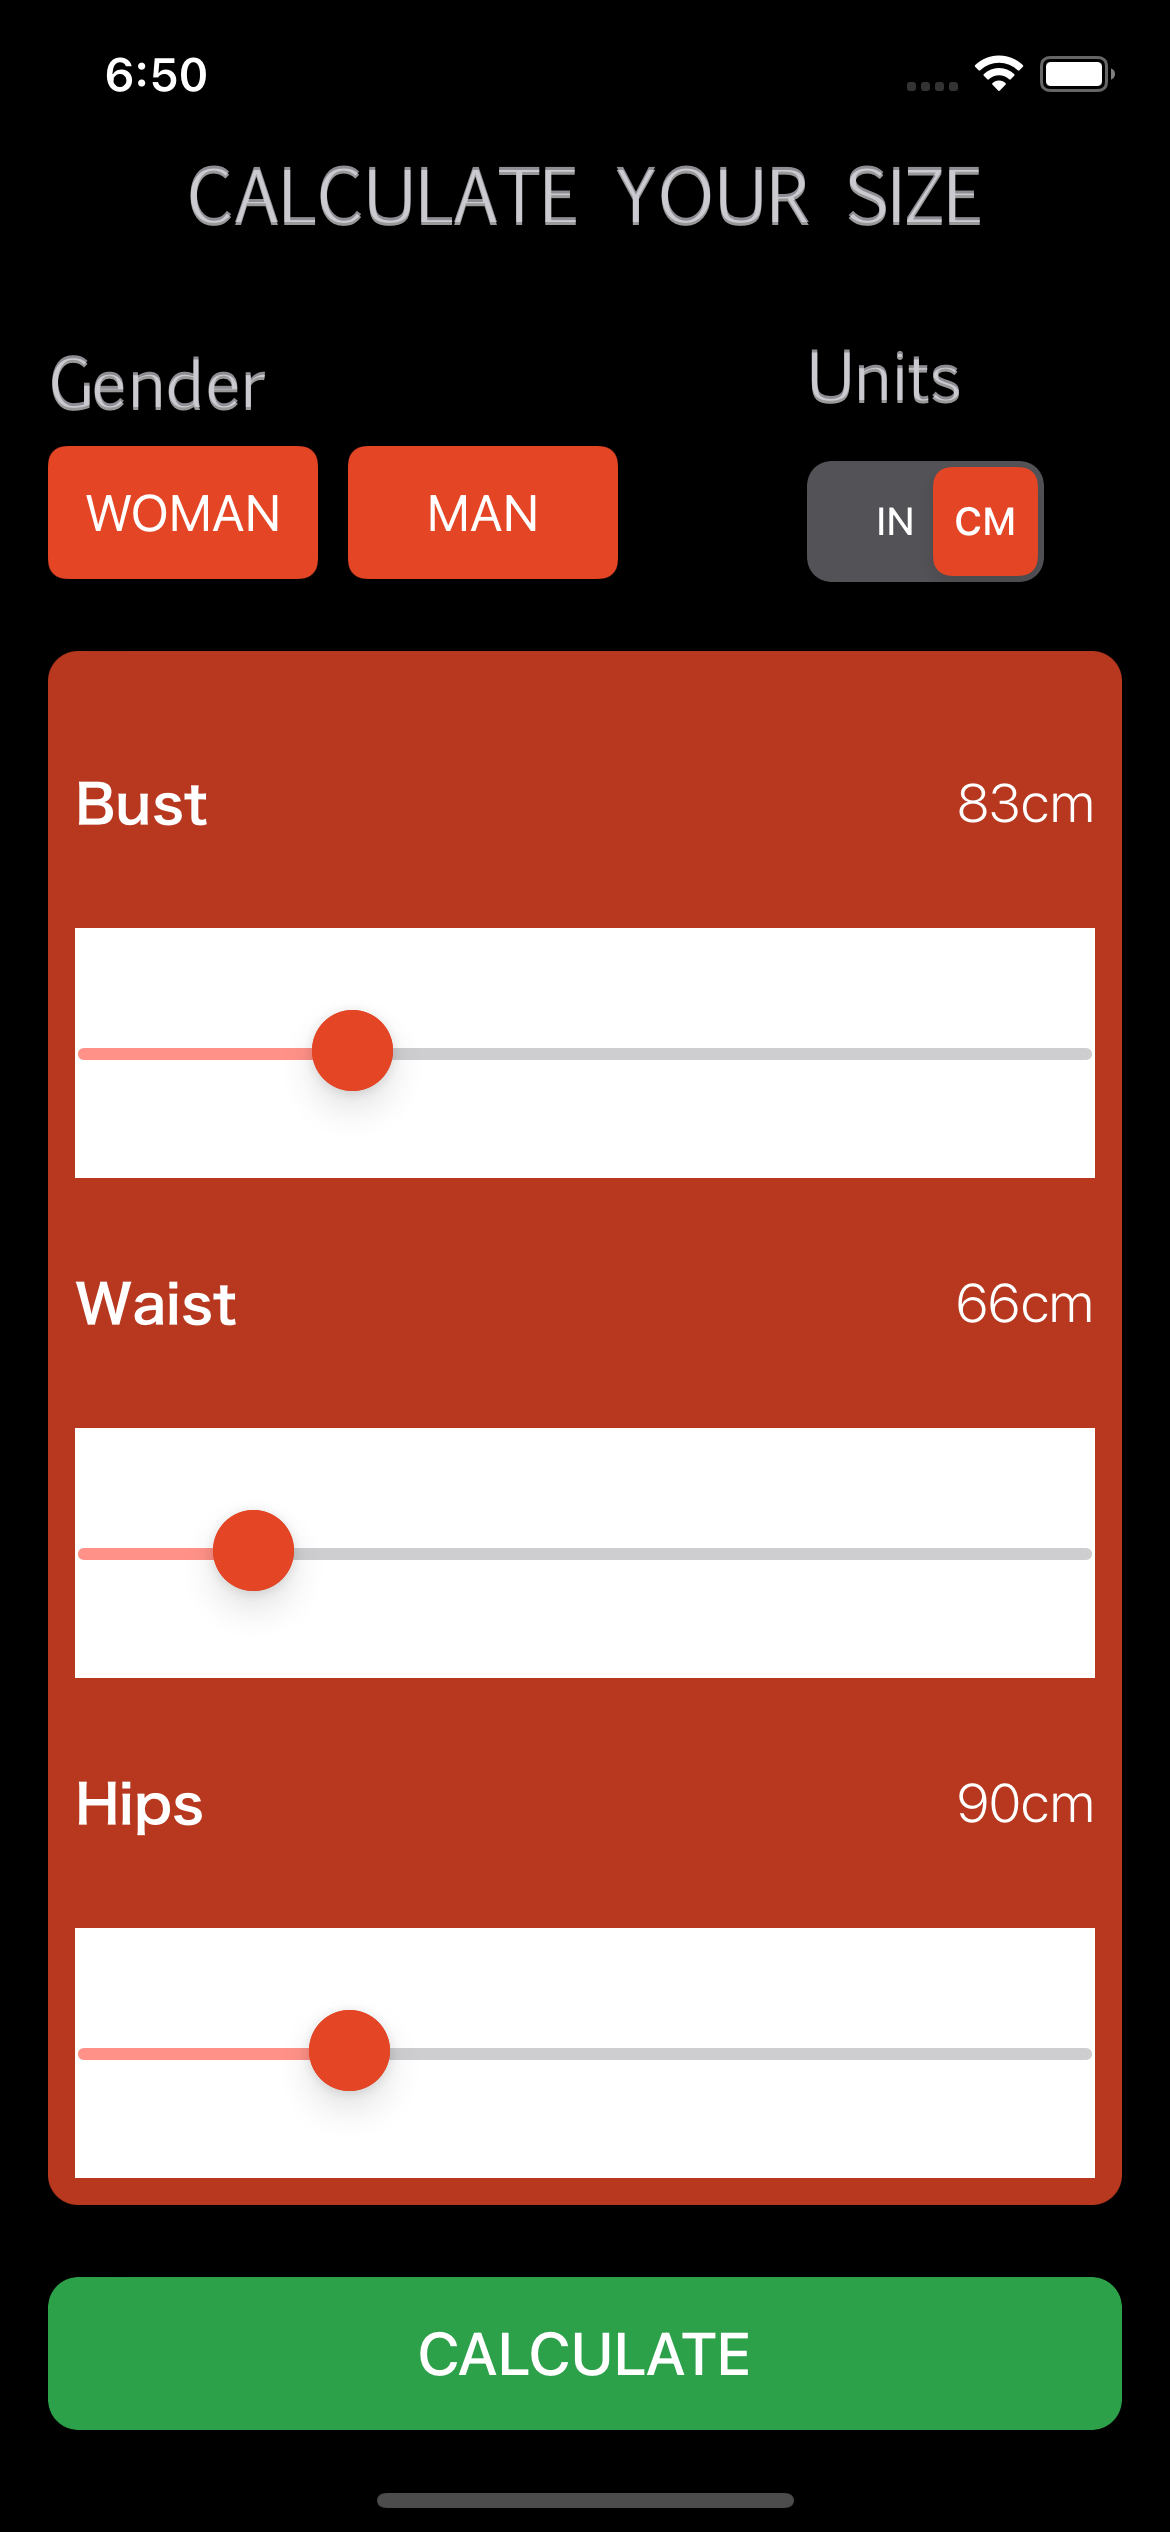 6:50
CALCULATE YOUR SIZE
Gender
Units
WOMAN
MAN
IN
CM
Bust
83cm
Waist
66cm
Hips
90cm
CALCULATE